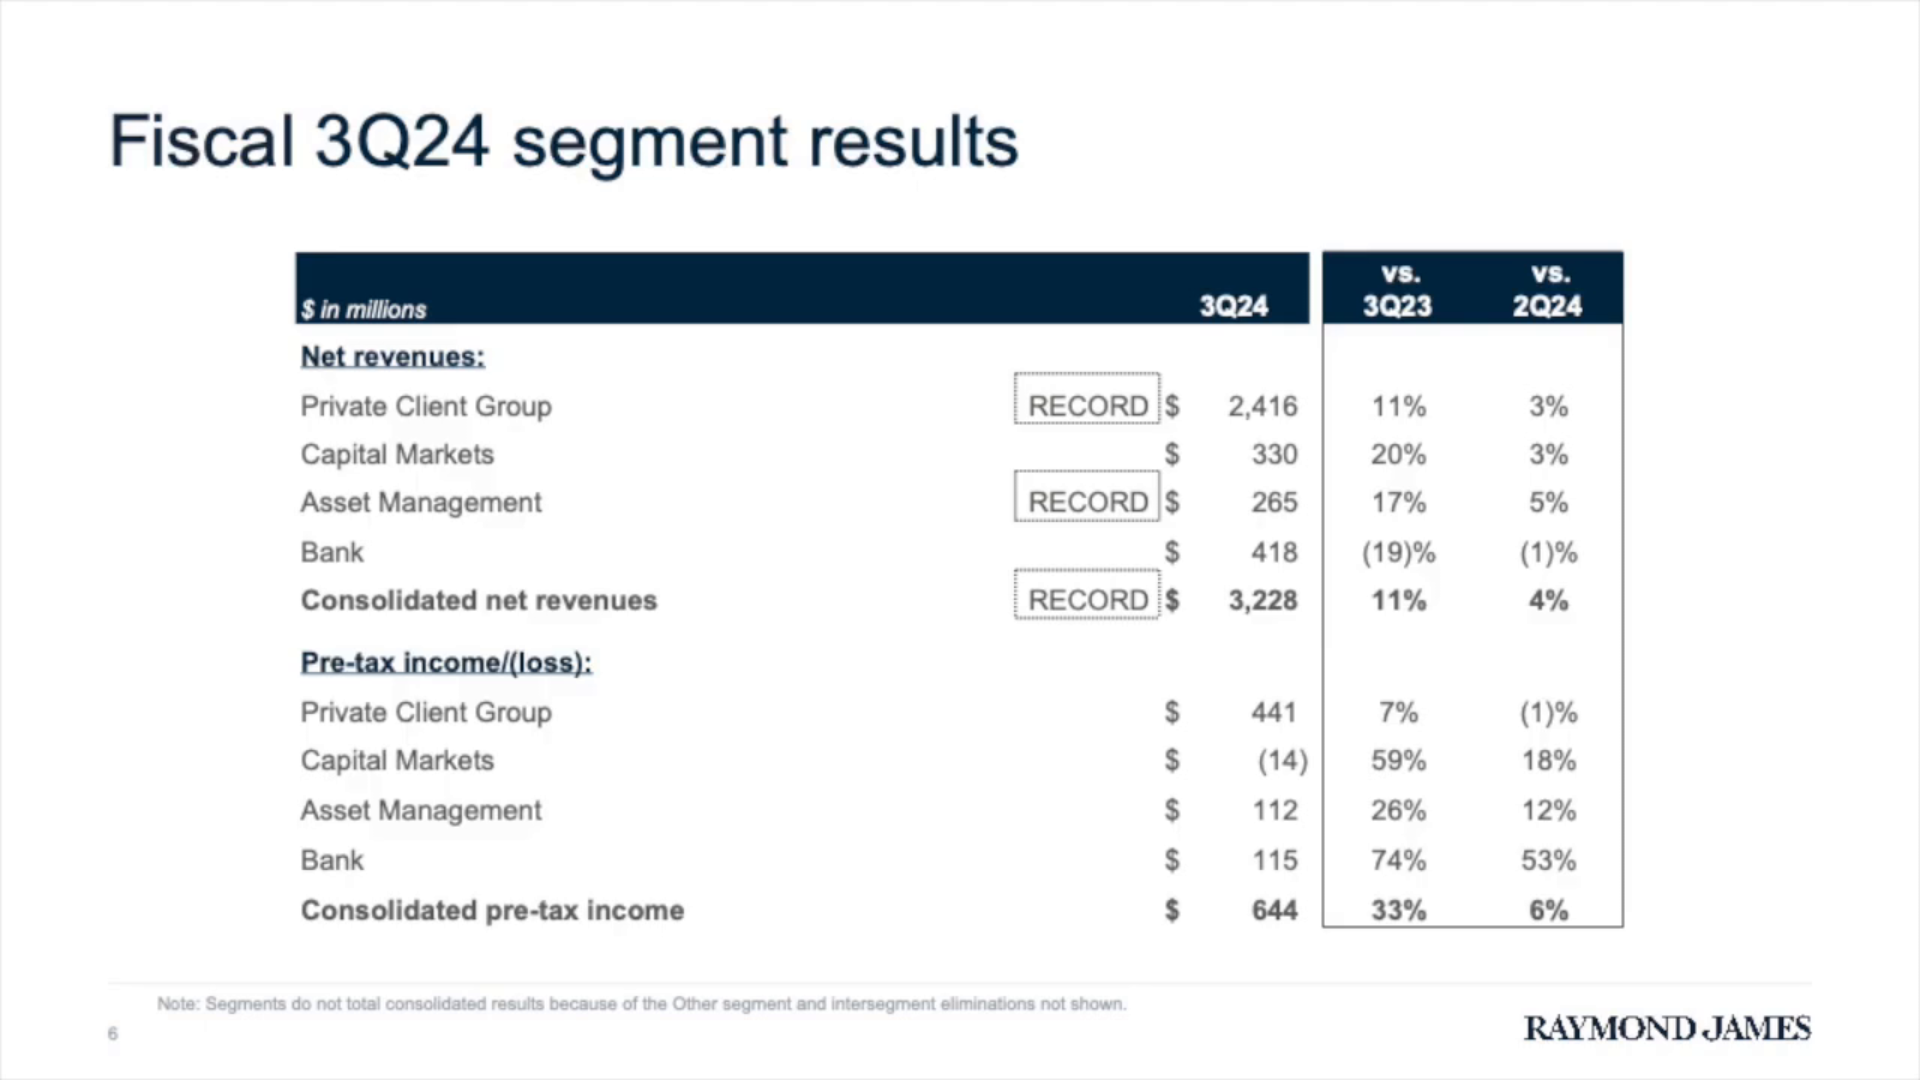 Fiscal 3Q24 segment results
$ in millions 3Q24 vs. 3Q23 vs. 2Q24
Net revenues:
Private Client Group RECORD $ 2,416 11% 3%
Capital Markets $ 330 20% 3%
Asset Management RECORD $ 265 17% 5%
Bank $ 418 (19)% (1)%
Consolidated net revenues RECORD $ 3,228 11% 4%
Pre-tax income/(loss):
Private Client Group $ 441 7% (1)%
Capital Markets $ (14) 59% 18%
Asset Management $ 112 26% 12%
Bank $ 115 74% 53%
Consolidated pre-tax income $ 644 33% 6%
Note: Segments do not total consolidated results because of the Other segment and intersegment eliminations not shown.
6
RAYMOND JAMES